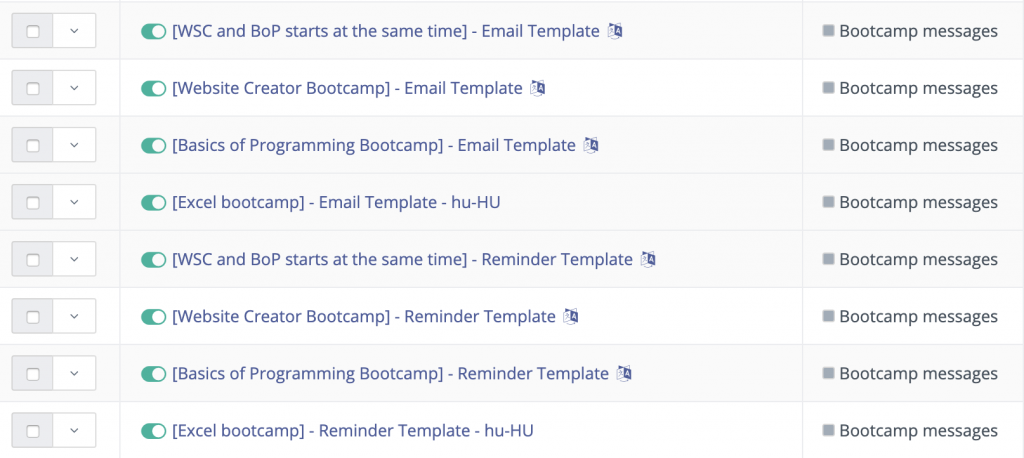 [WSC and BoP starts at the same time] - Email Template Bootcamp messages
[Website Creator Bootcamp] - Email Template Bootcamp messages
[Basics of Programming Bootcamp] - Email Template Bootcamp messages
[Excel bootcamp] - Email Template - hu-HU Bootcamp messages
[WSC and BoP starts at the same time] - Reminder Template Bootcamp messages
[Website Creator Bootcamp] - Reminder Template Bootcamp messages
[Basics of Programming Bootcamp] - Reminder Template Bootcamp messages
[Excel bootcamp] - Reminder Template - hu-HU Bootcamp messages